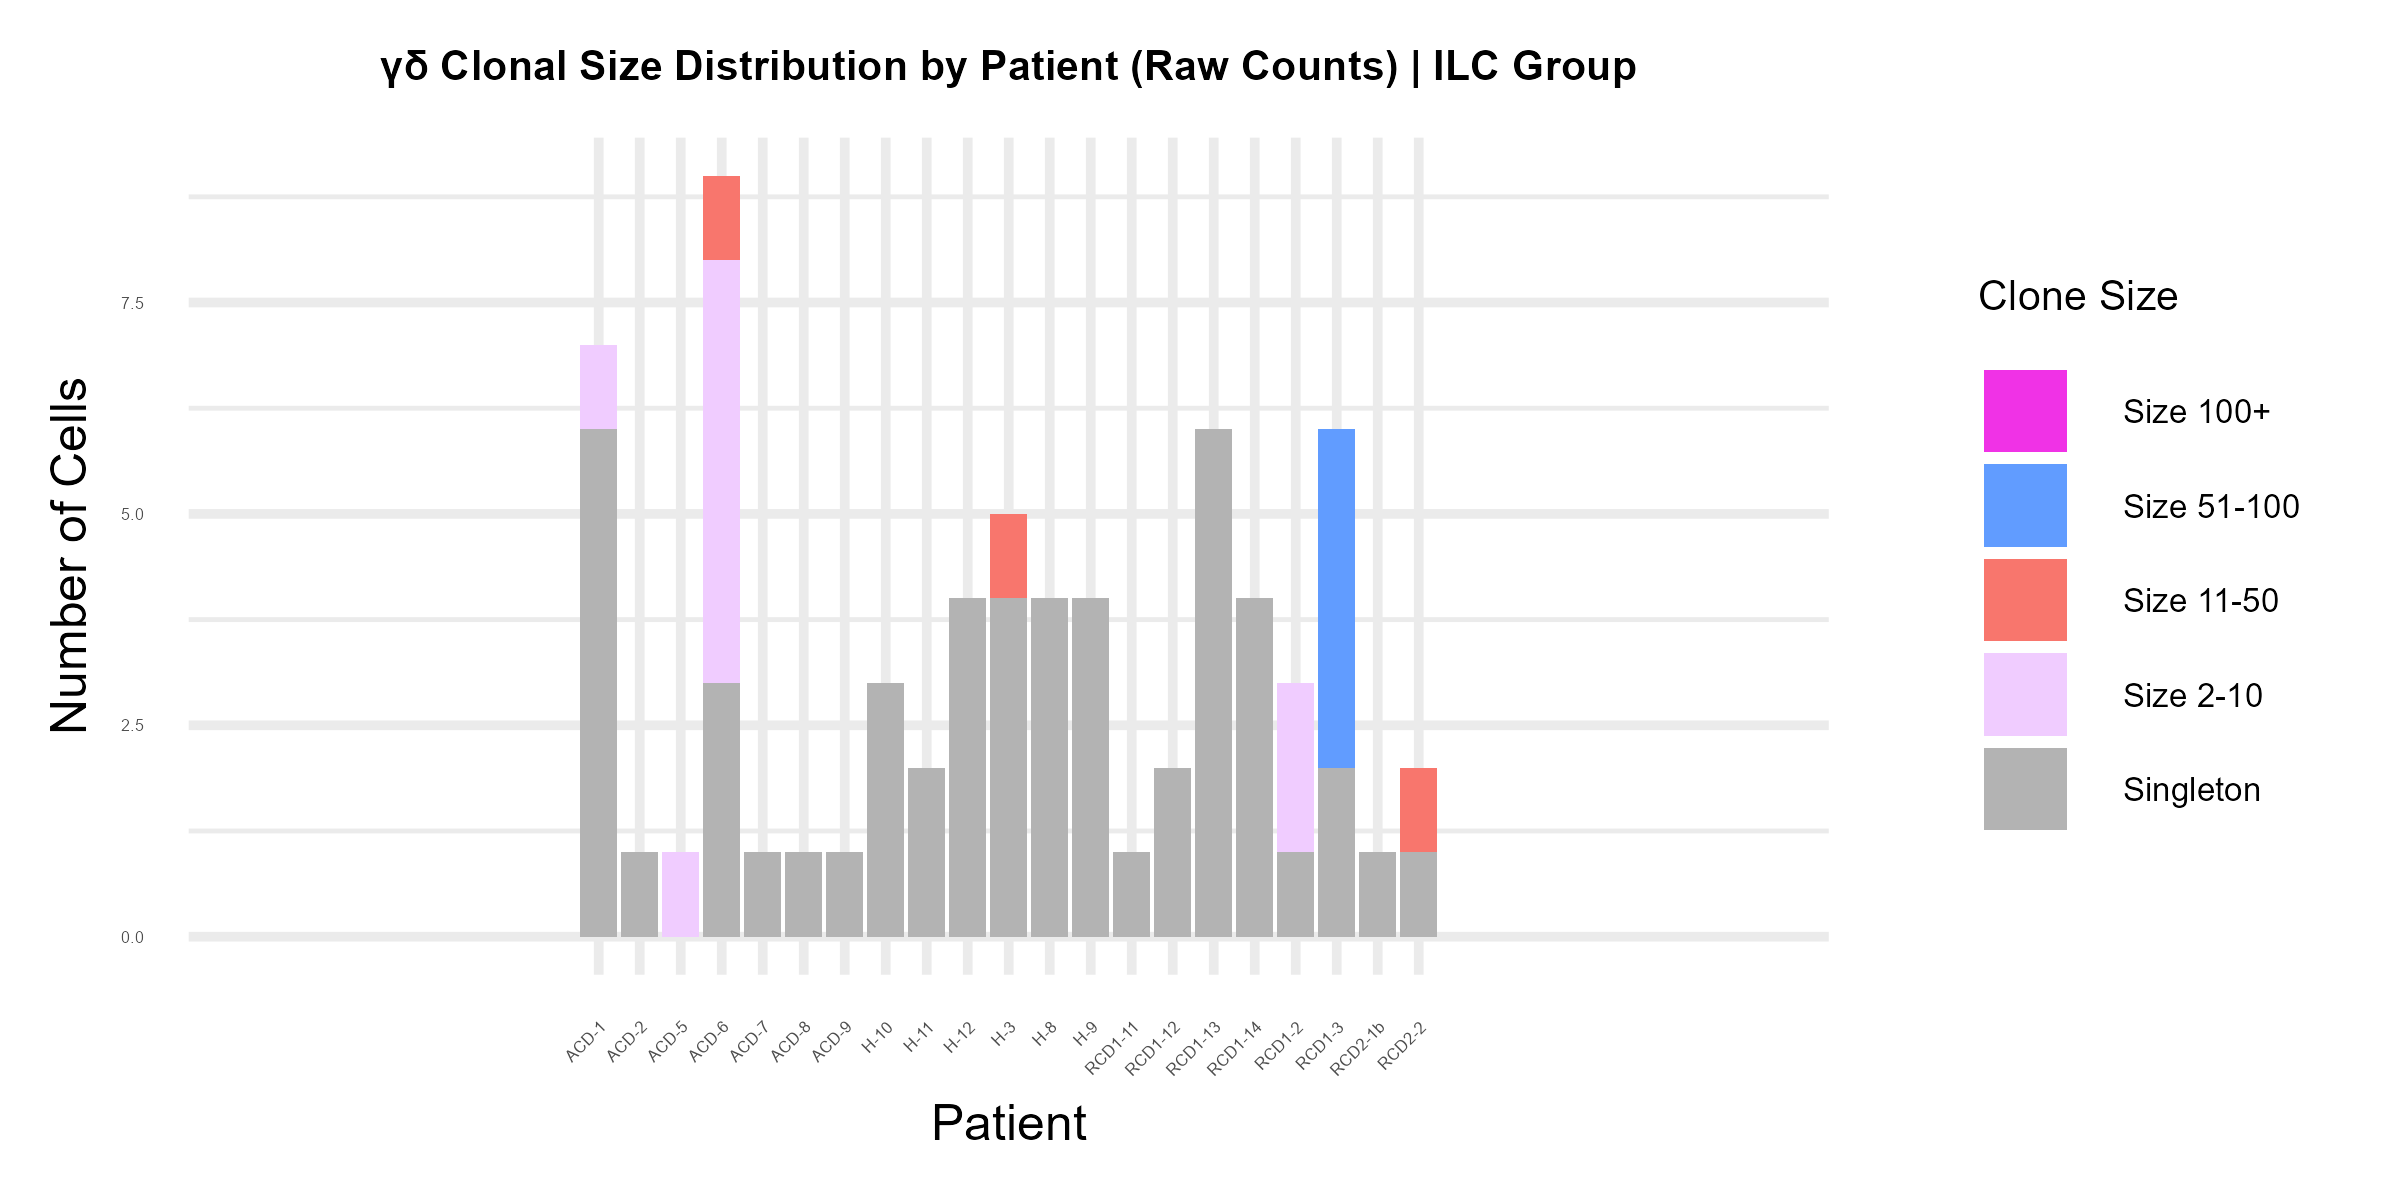 γδ Clonal Size Distribution by Patient (Raw Counts) | ILC Group
Number of Cells
7.5
5.0
2.5
0.0
ACD-1
ACD-2
ACD-5
ACD-6
ACD-7
ACD-8
ACD-9
H-10
H-11
H-12
H-3
H-8
H-9
RCD1-11
RCD1-12
RCD1-13
RCD1-14
RCD1-2
RCD1-3
RCD2-1b
RCD2-2
Patient
Clone Size
Size 100+
Size 51-100
Size 11-50
Size 2-10
Singleton